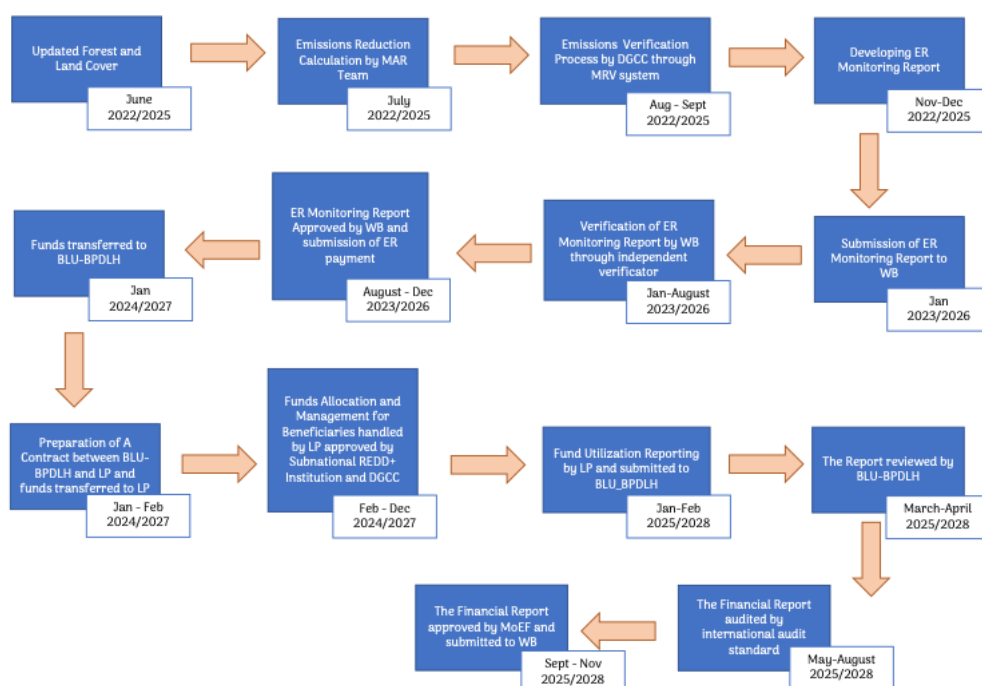 Updated Forest and
Land Cover
June
2022/2025
Emissions
Reduction
Calculation by MAR
Team
July
2022/2025
Emissions Verification
Process by DGCC through
MRV system
Aug - Sept
2022/2025
Developing ER
Monitoring Report
Nov-Dec
2022/2025
Submission of ER
Monitoring Report to
WB
Jan
2023/2026
Verification of ER
Monitoring Report by WB
through independent
verificator
Jan-August
2023/2026
ER Monitoring Report
Approved by WB and
submission of ER
payment
August - Dec
2023/2026
Funds transferred to
BLU-BPDLH
Jan
2024/2027
Preparation of A
Contract between BLU-
BPDLH and LP and
funds transferred to LP
Jan - Feb
2024/2027
Funds Allocation and
Management for
Beneficiaries handled
by LP approved by
Subnational REDD+
Institution and DGCC
Feb - Dec
2024/2027
Fund Utilization Reporting
by LP and submitted to
BLU_BPDLH
Jan-Feb
2025/2028
The Report reviewed by
BLU-BPDLH
March-April
2025/2028
The Financial Report
audited by
international audit
standard
May-August
2025/2028
The Financial Report
approved by MoEF and
submitted to WB
Sept - Nov
2025/2028